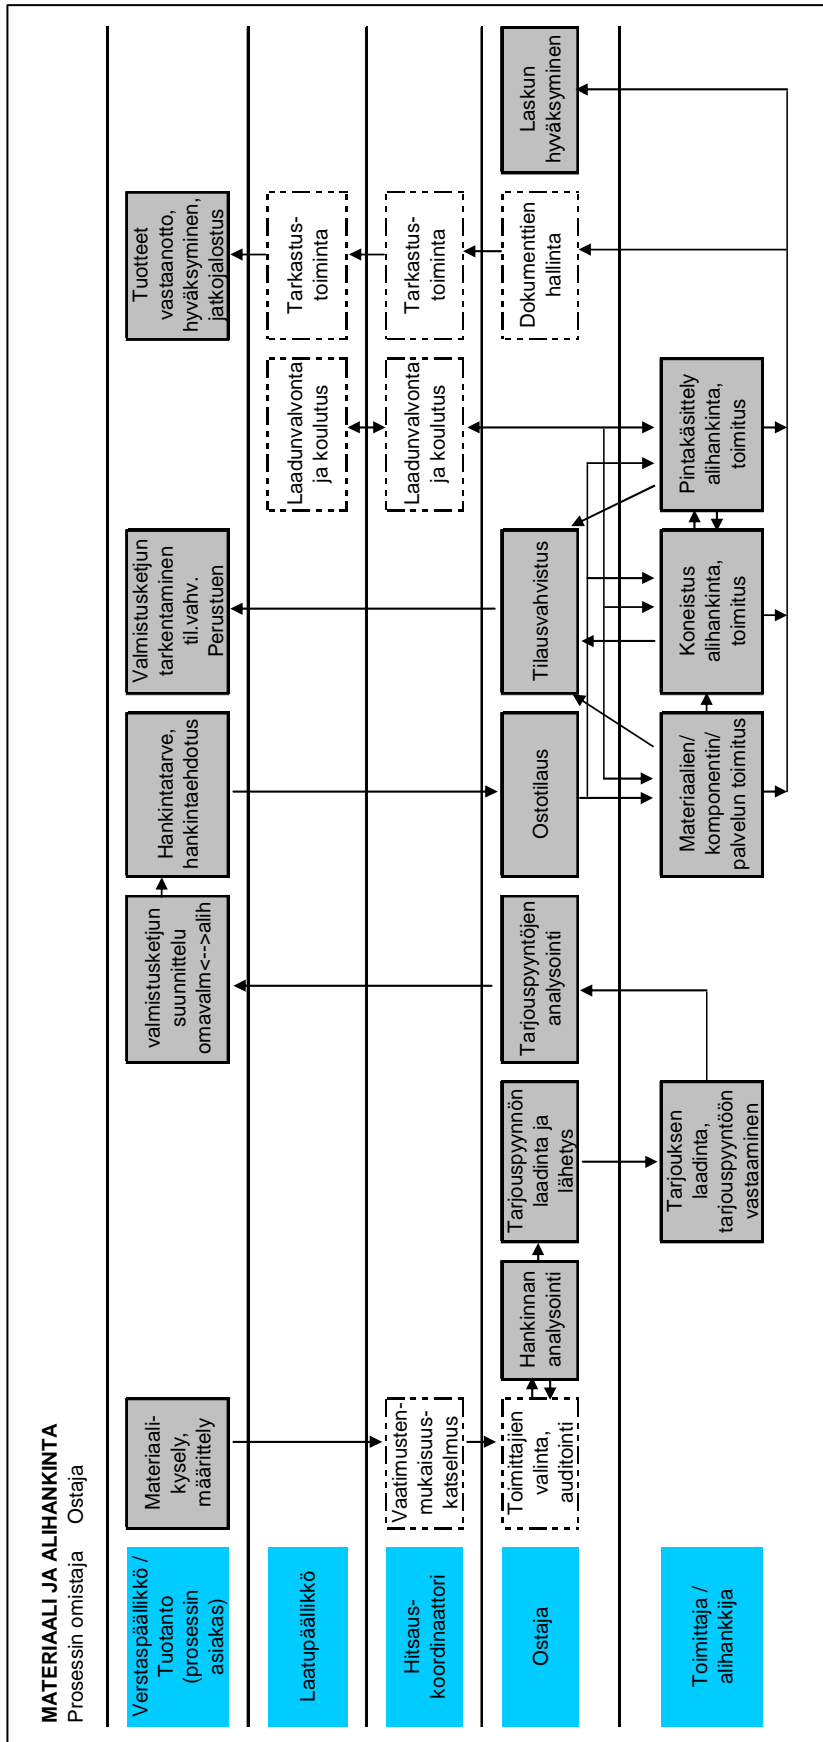 MATERIAALI JA ALIHANKINTA
Prosessin omistaja Ostaja
Verstaspäällikkö /
Tuotanto
(prosessin
asiakas)
Materiaali-
kysely,
määrittely
valmistusketjun
suunnittelu
omavalm<-->alih
Hankintatarve,
hankintaehdotus
Valmistusketjun
tarkentaminen
til.vahv.
Perustuen
Tuotteet
vastaanotto,
hyväksyminen,
jatkojalostus
Laatupäällikkö
Laadunvalvonta
ja koulutus
Tarkastus-
toiminta
Hitsaus-
koordinaattori
Vaatimusten-
mukaisuus-
katselmus
Laadunvalvonta
ja koulutus
Tarkastus-
toiminta
Ostaja
Toimittajien
valinta,
auditointi
Hankinnan
analysointi
Tarjouspyynnön
laadinta ja
lähetys
Tarjouspyyntöjen
analysointi
Ostotilaus
Tilausvahvistus
Dokumenttien
hallinta
Laskun
hyväksyminen
Toimittaja /
alihankkija
Tarjouksen
laadinta,
tarjouspyyntöön
vastaaminen
Materiaalien/
komponentin/
palvelun toimitus
Koneistus
alihankinta,
toimitus
Pintakäsittely
alihankinta,
toimitus